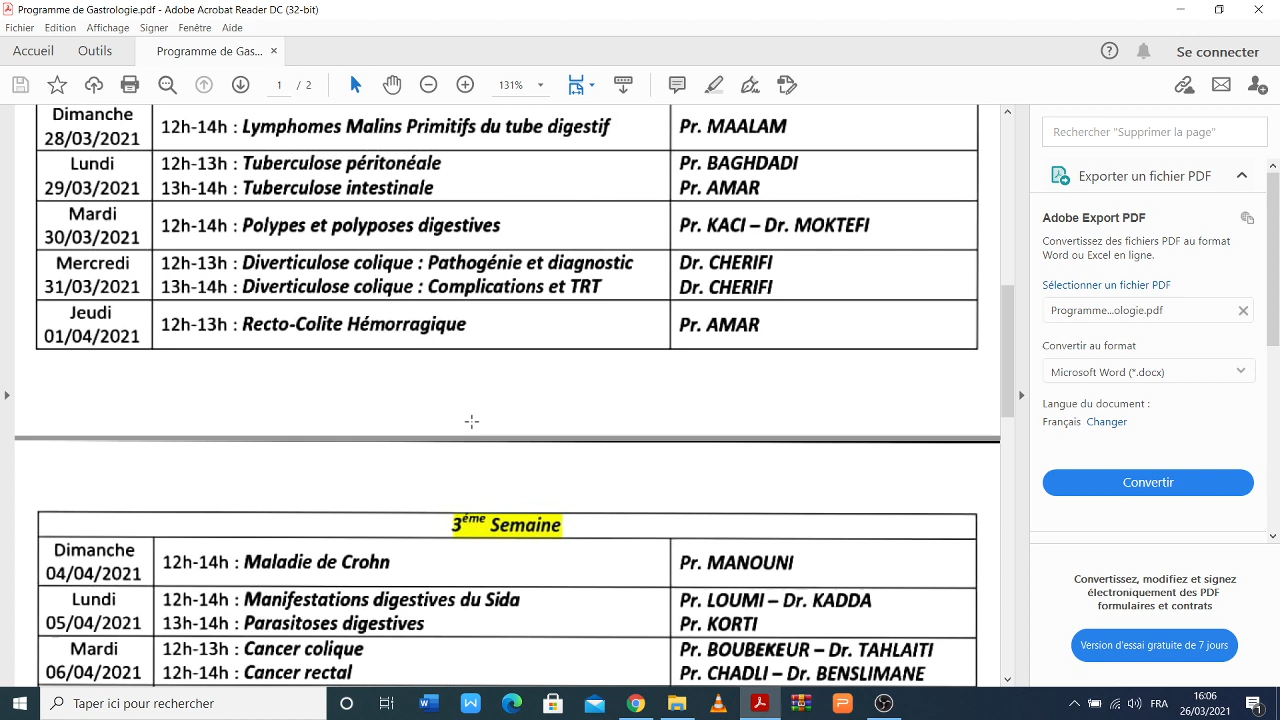 Programme de Gastrologie.pdf - Adobe Acrobat Reader DC (32-bit)
Fichier Edition Affichage Signer Fenêtre Aide
Accueil Outils Programme de Gas... × Se connecter
1 / 2 131%
Dimanche
28/03/2021 12h-14h : Lymphomes Malins Primitifs du tube digestif Pr. MAALAM
Lundi 12h-13h : Tuberculose péritonéale Pr. BAGHDADI
29/03/2021 13h-14h : Tuberculose intestinale Pr. AMAR
Mardi
30/03/2021 12h-14h : Polypes et polyposes digestives Pr. KACI – Dr. MOKTEFI
Mercredi 12h-13h : Diverticulose colique : Pathogénie et diagnostic Dr. CHERIFI
31/03/2021 13h-14h : Diverticulose colique : Complications et TRT Dr. CHERIFI
Jeudi
01/04/2021 12h-13h : Recto-Colite Hémorragique Pr. AMAR
3éme Semaine
Dimanche
04/04/2021 12h-14h : Maladie de Crohn Pr. MANOUNI
Lundi 12h-14h : Manifestations digestives du Sida Pr. LOUMI – Dr. KADDA
05/04/2021 13h-14h : Parasitoses digestives Pr. KORTI
Mardi 12h-13h : Cancer colique Pr. BOUBEKEUR – Dr. TAHLAITI
06/04/2021 12h-14h : Cancer rectal Pr. CHADLI – Dr. BENSLIMANE
Rechercher "Supprimer la page"
Exporter un fichier PDF
Adobe Export PDF
Convertissez des fichiers PDF au format
Word ou Excel en ligne.
Sélectionner un fichier PDF
Programme...ologie.pdf
Convertir au format
Microsoft Word (*.docx)
Langue du document :
Français Changer
Convertir
Convertissez, modifiez et signez
électroniquement des PDF
formulaires et contrats
Version d'essai gratuite de 7 jours
Taper ici pour rechercher
FRA
16:06
26/03/2021